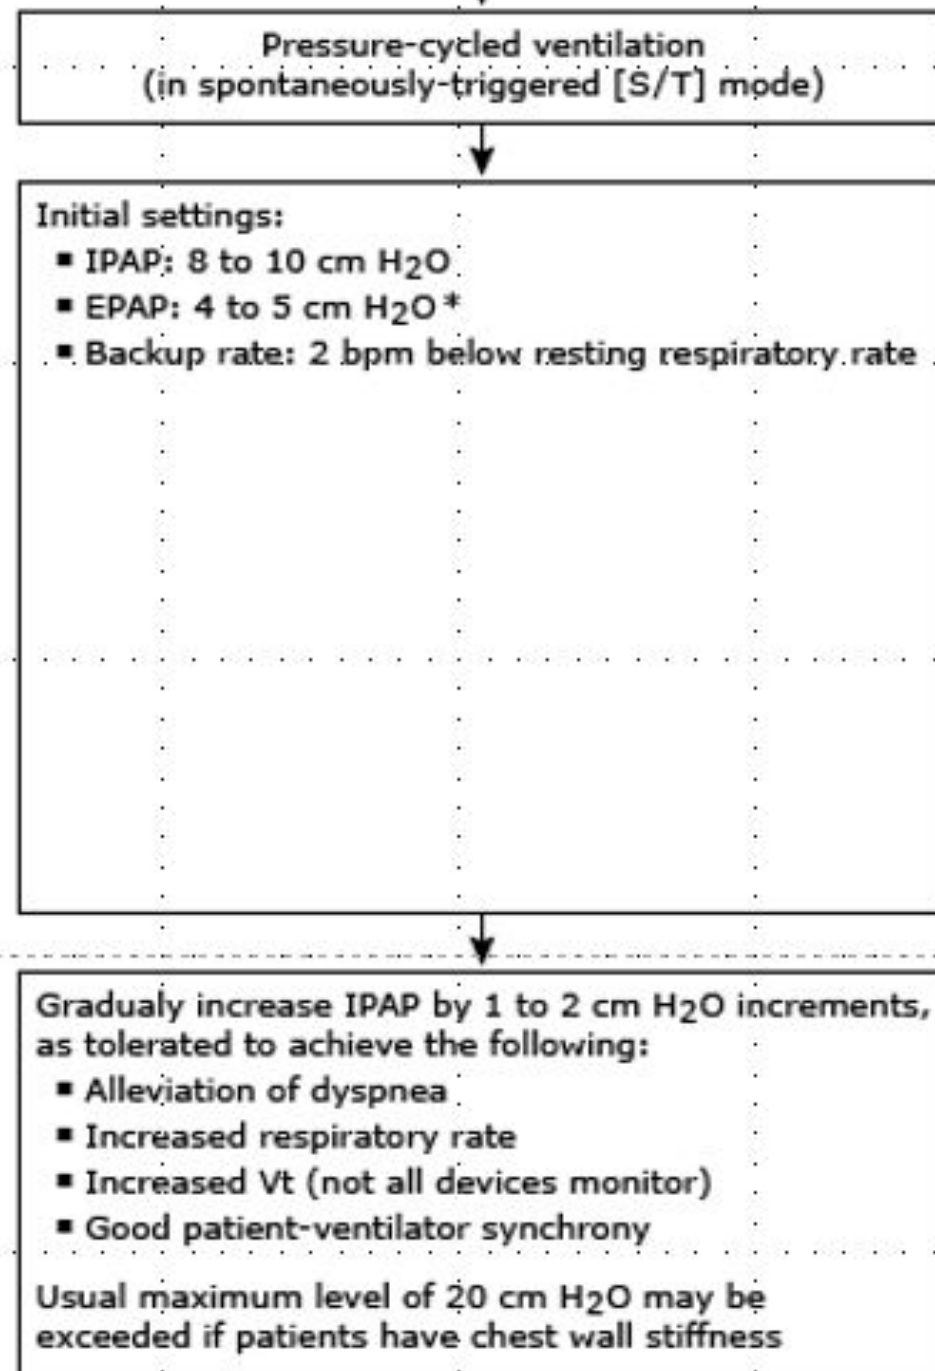 Pressure-cycled ventilation
(in spontaneously-triggered [S/T] mode)
Initial settings:
▪ IPAP: 8 to 10 cm H₂O
▪ EPAP: 4 to 5 cm H₂O*
▪ Backup rate: 2 bpm below resting respiratory rate
Gradualy increase IPAP by 1 to 2 cm H₂O increments,
as tolerated to achieve the following:
▪ Alleviation of dyspnea
▪ Increased respiratory rate
▪ Increased Vt (not all devices monitor)
▪ Good patient-ventilator synchrony
Usual maximum level of 20 cm H₂O may be
exceeded if patients have chest wall stiffness